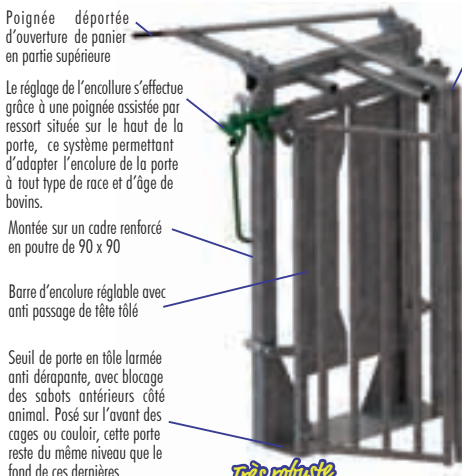 Poignée déportée
d'ouverture de panier
en partie supérieure
Le réglage de l'encollure s'effectue
grâce à une poignée assistée par
ressort située sur le haut de la
porte, ce système permettant
d'adapter l'encolure de la porte
à tout type de race et d'âge de
bovins.
Montée sur un cadre renforcé
en poutre de 90 x 90
Barre d'encolure réglable avec
anti passage de tête tôlé
Seuil de porte en tôle larmée
anti dérapante, avec blocage
des sabots antérieurs côté
animal. Posé sur l'avant des
cages ou couloir, cette porte
reste du même niveau que le
fond de ces dernières
Très robuste